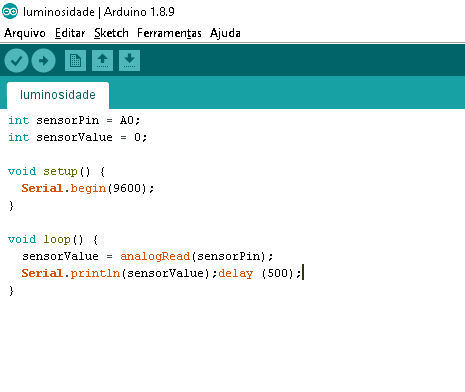 luminosidade | Arduino 1.8.9
Arquivo Editar Sketch Ferramentas Ajuda
luminosidade
int sensorPin = A0;
int sensorValue = 0;
void setup() {
  Serial.begin(9600);
}
void loop() {
  sensorValue = analogRead(sensorPin);
  Serial.println(sensorValue);delay (500);
}